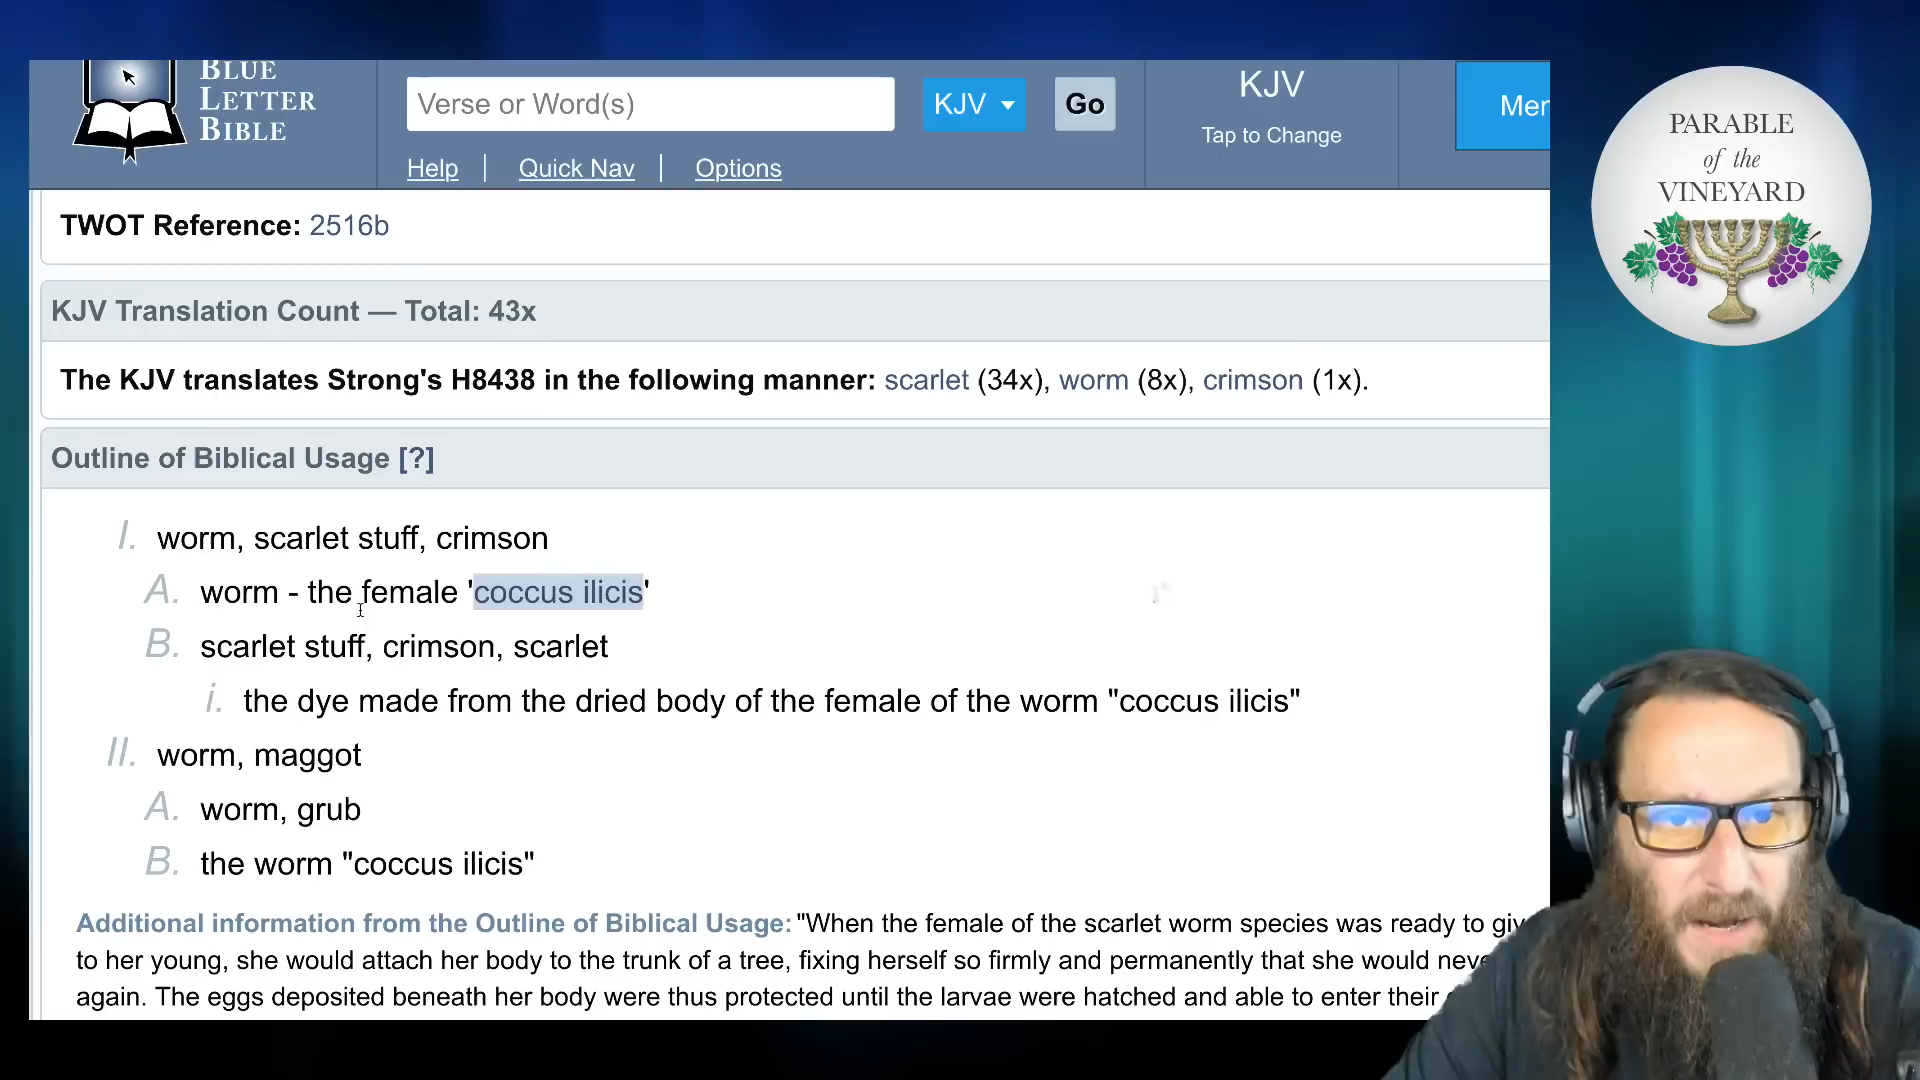 BLUE
LETTER
BIBLE
Verse or Word(s)
KJV
Go
KJV
Tap to Change
Help
Quick Nav
Options
PARABLE
of the
VINEYARD
TWOT Reference: 2516b
KJV Translation Count — Total: 43x
The KJV translates Strong's H8438 in the following manner: scarlet (34x), worm (8x), crimson (1x).
Outline of Biblical Usage [?]
I. worm, scarlet stuff, crimson
A. worm - the female 'coccus ilicis'
B. scarlet stuff, crimson, scarlet
i. the dye made from the dried body of the female of the worm "coccus ilicis"
II. worm, maggot
A. worm, grub
B. the worm "coccus ilicis"
Additional information from the Outline of Biblical Usage: "When the female of the scarlet worm species was ready to
to her young, she would attach her body to the trunk of a tree, fixing herself so firmly and permanently that she would
again. The eggs deposited beneath her body were thus protected until the larvae were hatched and able to enter their